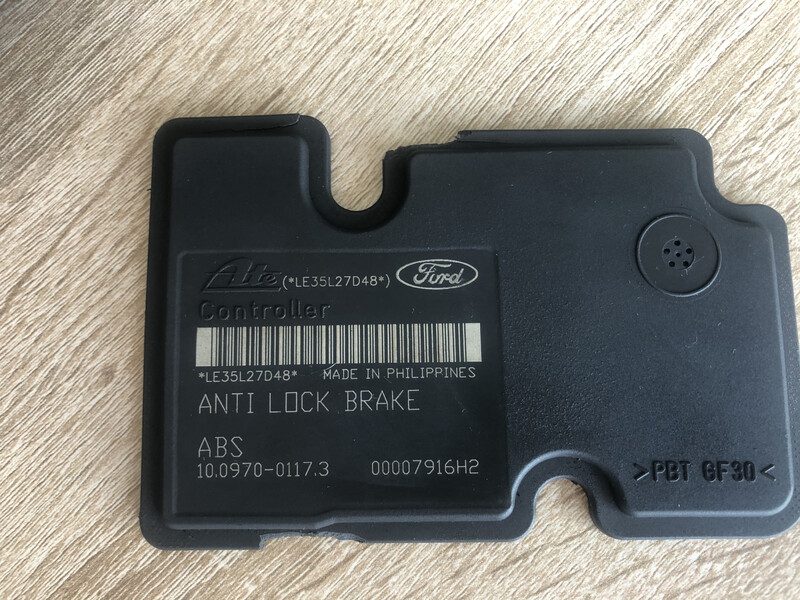 Ate (*LE35L27D48*) Ford
Controller
*LE35L27D48* MADE IN PHILIPPINES
ANTI LOCK BRAKE
ABS
10.0970-0117.3 00007916H2
>PBT GF30<